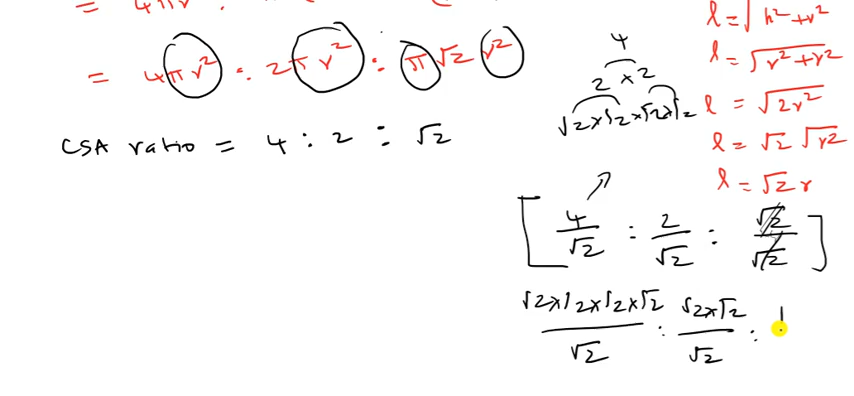 = 4πr² : 2πr² : π√2 r²
CSA ratio = 4 : 2 : √2
4
2 × 2
√2×√2×√2×√2
l = √h²+r²
l = √r²+r²
l = √2r²
l = √2 √r²
l = √2 r
[4/√2 : 2/√2 : √2/√2]
√2×√2×√2×√2/√2 : √2×√2/√2 : 1